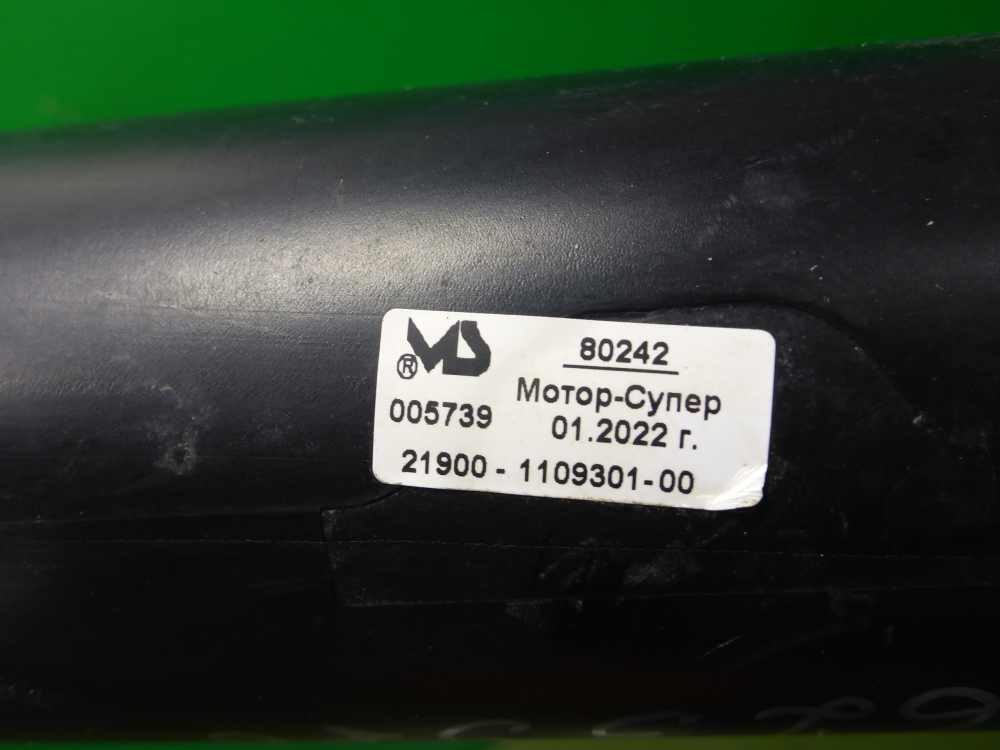 MS
80242
®
Мотор-Супер
005739
01.2022 г.
21900 - 1109301-00